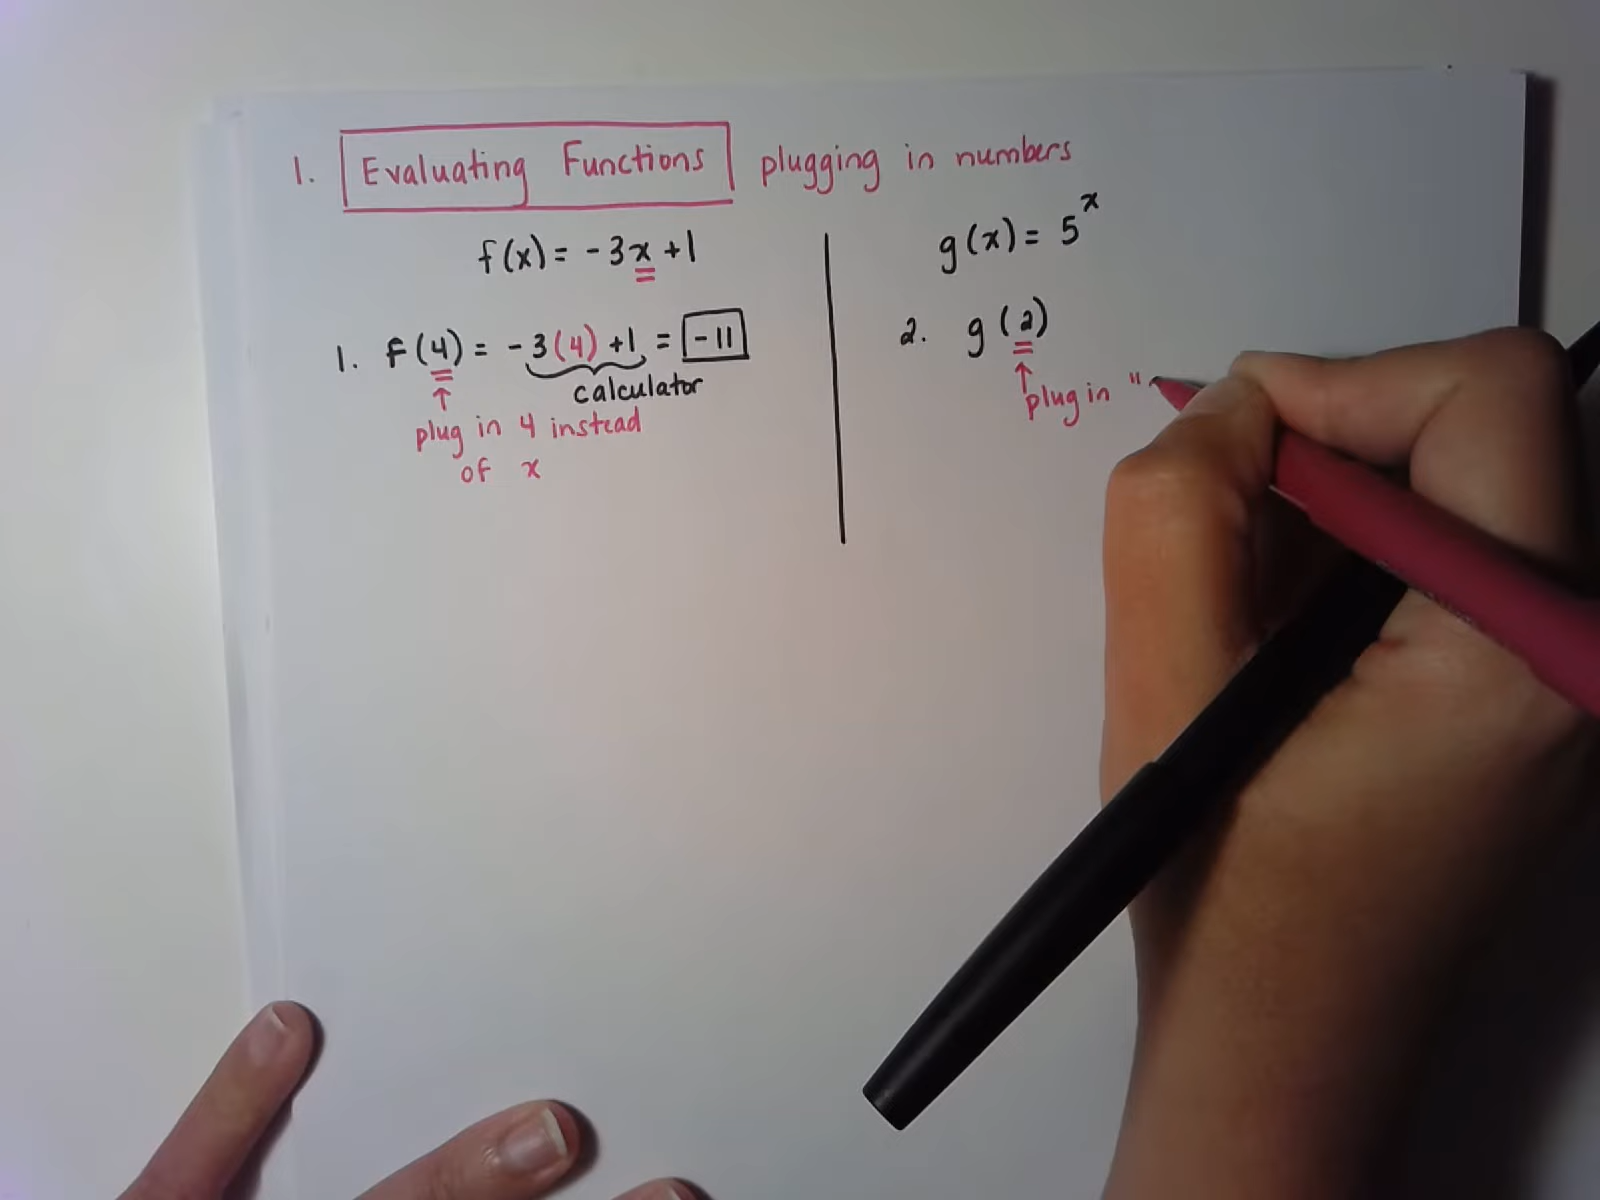 1. Evaluating Functions plugging in numbers
f(x) = -3x + 1
1. f(4) = -3(4) + 1 = -11
calculator
plug in 4 instead
of x
g(x) = 5^x
2. g(2)
plug in "